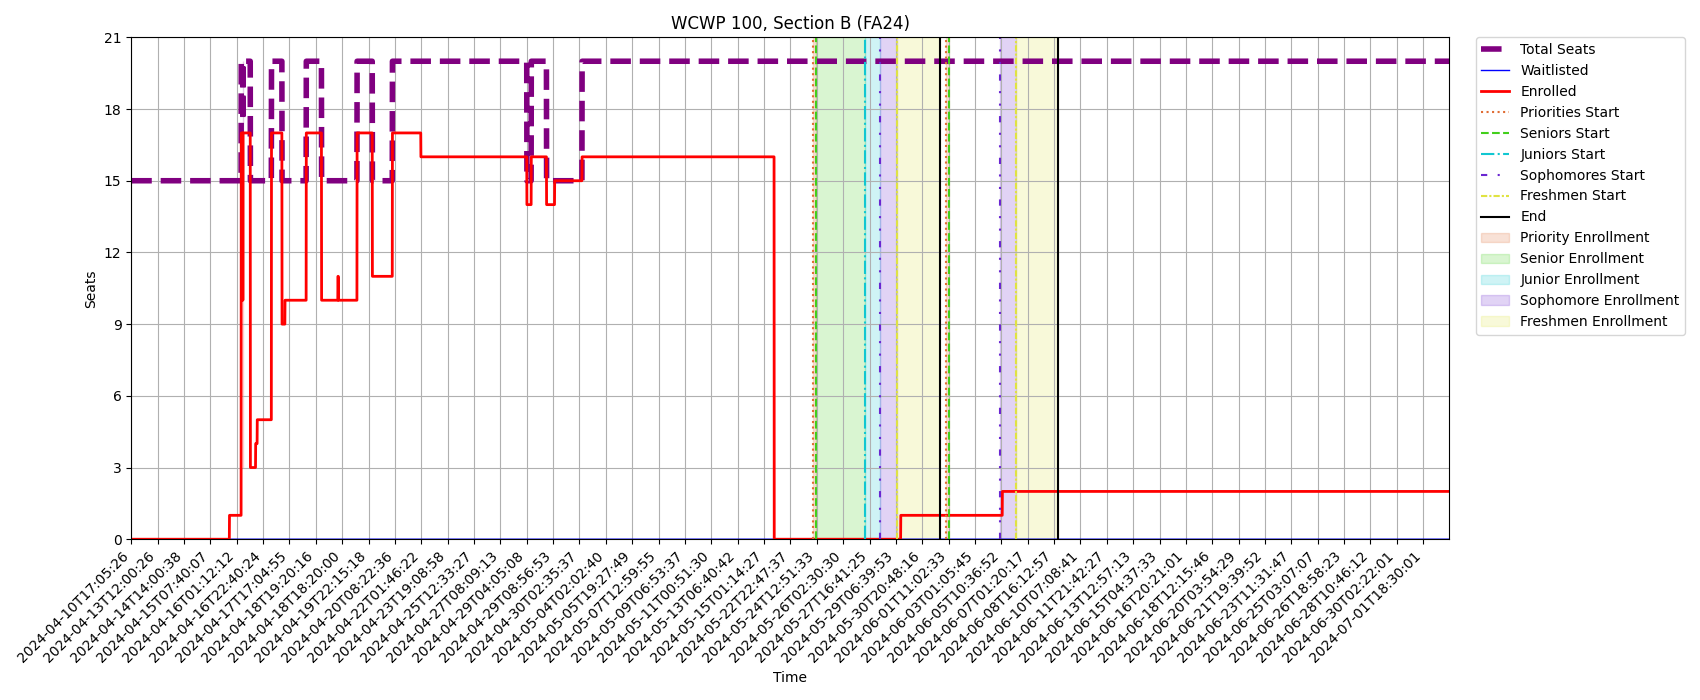 WCWP 100, Section B (FA24)
Seats
21
18
15
12
9
6
3
0
2024-04-10T17:05:26
2024-04-13T12:00:26
2024-04-14T14:00:38
2024-04-15T07:40:07
2024-04-16T01:12:12
2024-04-16T22:40:24
2024-04-17T17:04:55
2024-04-18T19:20:16
2024-04-18T18:20:00
2024-04-19T22:15:18
2024-04-20T08:22:36
2024-04-22T01:46:22
2024-04-23T19:08:58
2024-04-25T12:33:27
2024-04-27T08:09:13
2024-04-29T04:05:08
2024-04-29T08:56:53
2024-04-30T02:35:37
2024-05-04T02:02:40
2024-05-05T19:27:49
2024-05-07T12:59:55
2024-05-09T06:53:37
2024-05-11T00:51:30
2024-05-13T06:40:42
2024-05-15T01:14:27
2024-05-22T22:47:37
2024-05-24T12:51:33
2024-05-26T02:30:30
2024-05-27T16:41:25
2024-05-29T06:39:53
2024-05-30T20:48:16
2024-06-01T11:02:33
2024-06-03T01:05:45
2024-06-05T10:36:52
2024-06-07T01:20:17
2024-06-08T16:12:57
2024-06-10T07:08:41
2024-06-11T21:42:27
2024-06-13T12:57:13
2024-06-15T04:37:33
2024-06-16T20:21:01
2024-06-18T12:15:46
2024-06-20T03:54:29
2024-06-21T19:39:52
2024-06-23T11:31:47
2024-06-25T03:07:07
2024-06-26T18:58:23
2024-06-28T10:46:12
2024-06-30T02:22:01
2024-07-01T18:30:01
Time
Total Seats
Waitlisted
Enrolled
Priorities Start
Seniors Start
Juniors Start
Sophomores Start
Freshmen Start
End
Priority Enrollment
Senior Enrollment
Junior Enrollment
Sophomore Enrollment
Freshmen Enrollment